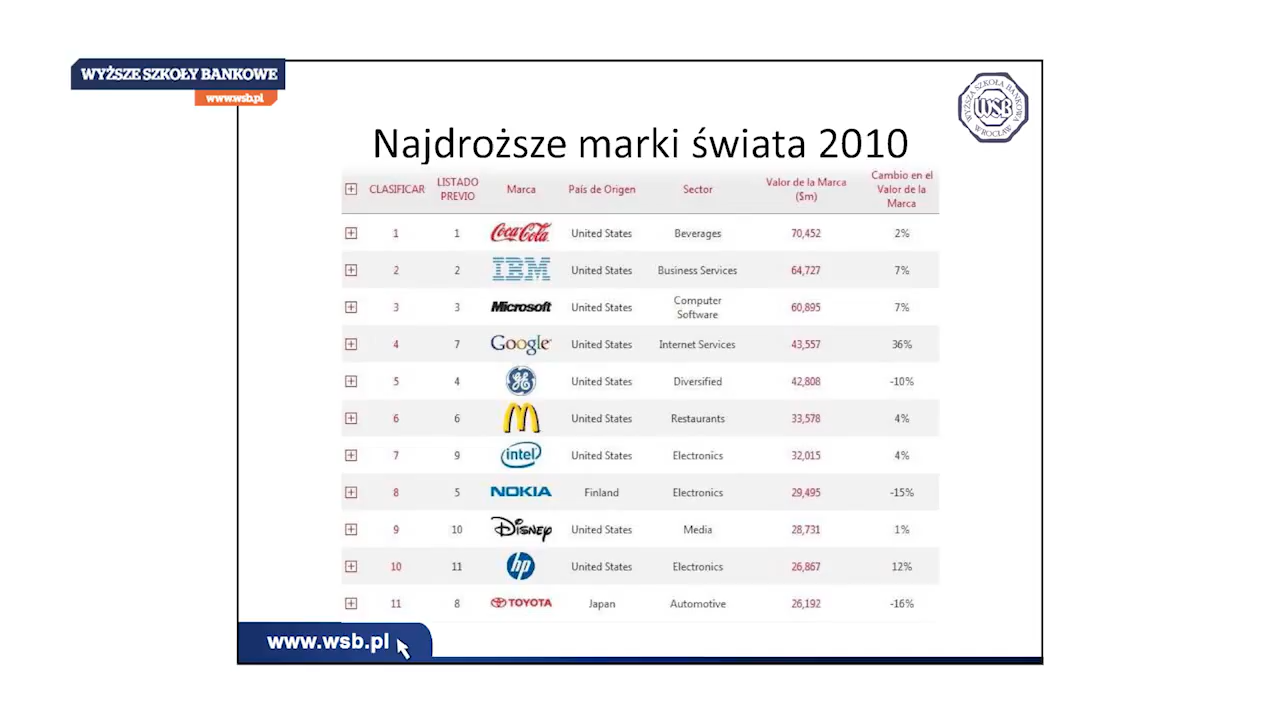 WYŻSZE SZKOŁY BANKOWE
www.wsb.pl
WYŻSZA SZKOŁA BANKOWA
WSB
WROCŁAW
Najdroższe marki świata 2010
CLASIFICAR LISTADO PREVIO Marca País de Origen Sector Valor de la Marca ($m) Cambio en el Valor de la Marca
1 1 Coca-Cola United States Beverages 70,452 2%
2 2 IBM United States Business Services 64,727 7%
3 3 Microsoft United States Computer Software 60,895 7%
4 7 Google United States Internet Services 43,557 36%
5 4 GE United States Diversified 42,808 -10%
6 6 M United States Restaurants 33,578 4%
7 9 intel United States Electronics 32,015 4%
8 5 NOKIA Finland Electronics 29,495 -15%
9 10 Disney United States Media 28,731 1%
10 11 hp United States Electronics 26,867 12%
11 8 TOYOTA Japan Automotive 26,192 -16%
www.wsb.pl